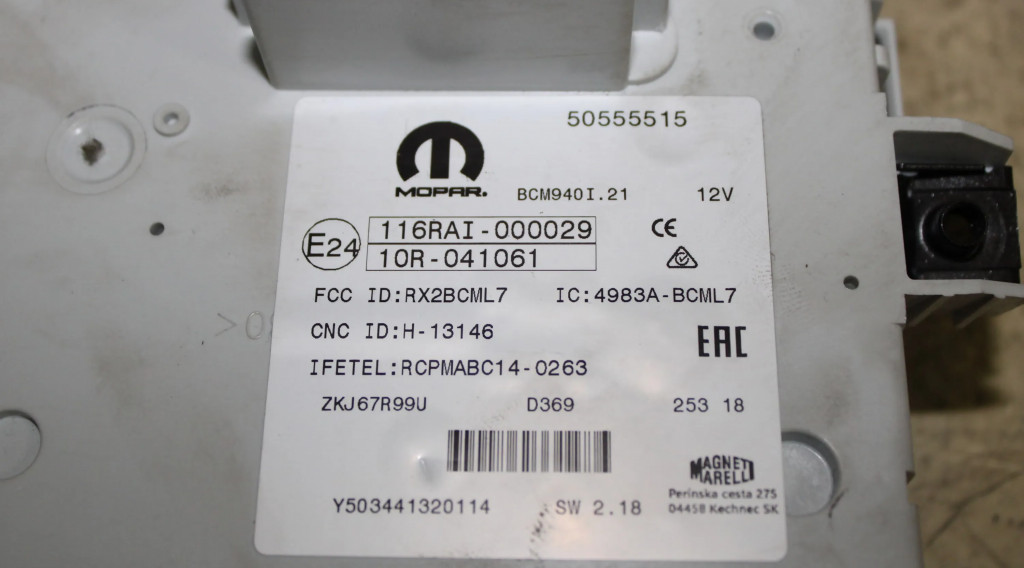 50555515
MOPAR.
BCM940I.21 12V
E24 116RAI-000029 CE
10R-041061
FCC ID:RX2BCML7 IC:4983A-BCML7
CNC ID:H-13146 EAC
IFETEL:RCPMABC14-0263
ZKJ67R99U D369 253 18
MAGNETI
MARELLI
Perinska cesta 275
Y503441320114 SW 2.18 04458 Kechnec SK